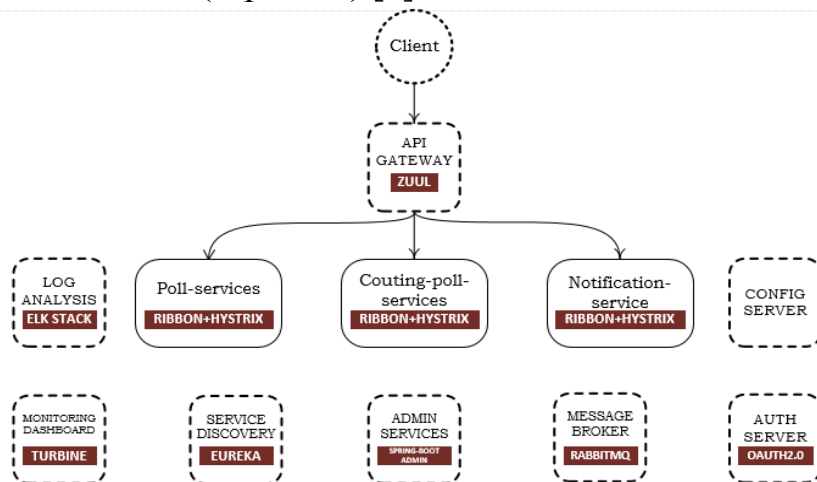 Client
API
GATEWAY
ZUUL
LOG
ANALYSIS
ELK STACK
Poll-services
RIBBON+HYSTRIX
Couting-poll-
services
RIBBON+HYSTRIX
Notification-
service
RIBBON+HYSTRIX
CONFIG
SERVER
MONITORING
DASHBOARD
TURBINE
SERVICE
DISCOVERY
EUREKA
ADMIN
SERVICES
SPRING-BOOT
ADMIN
MESSAGE
BROKER
RABBITMQ
AUTH
SERVER
OAUTH2.0